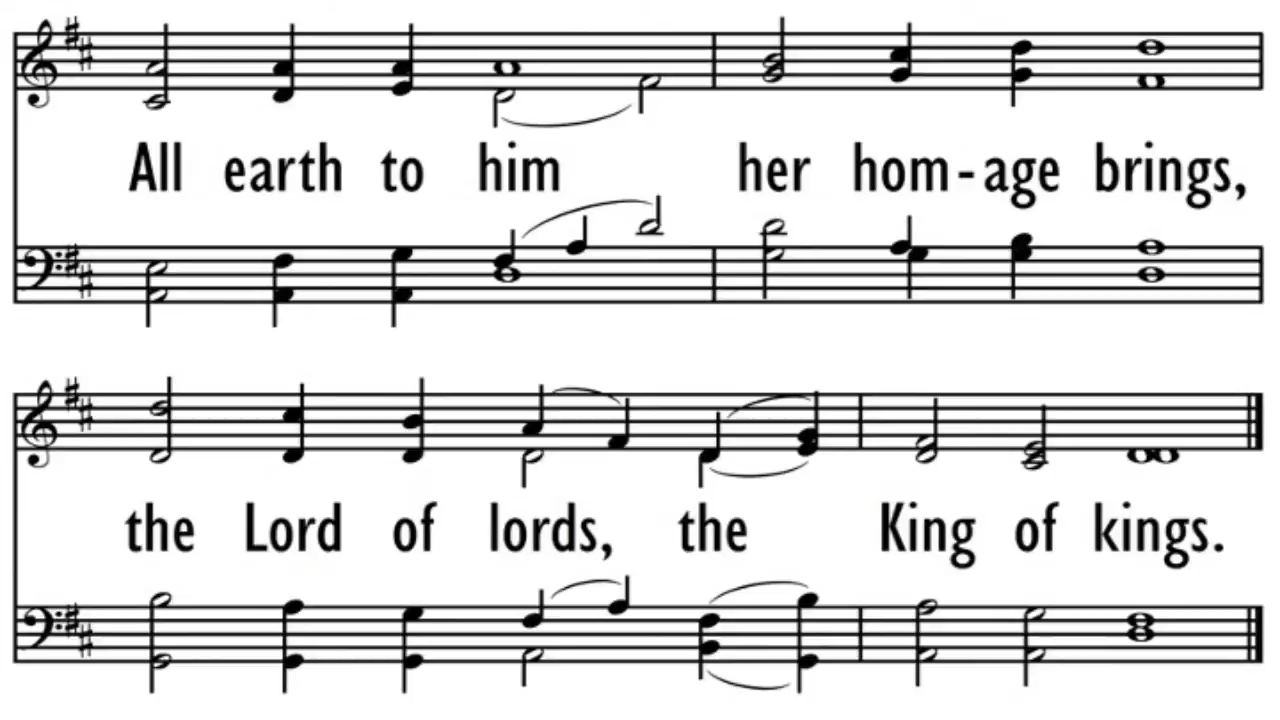 All earth to him her hom-age brings,
the Lord of lords, the King of kings.